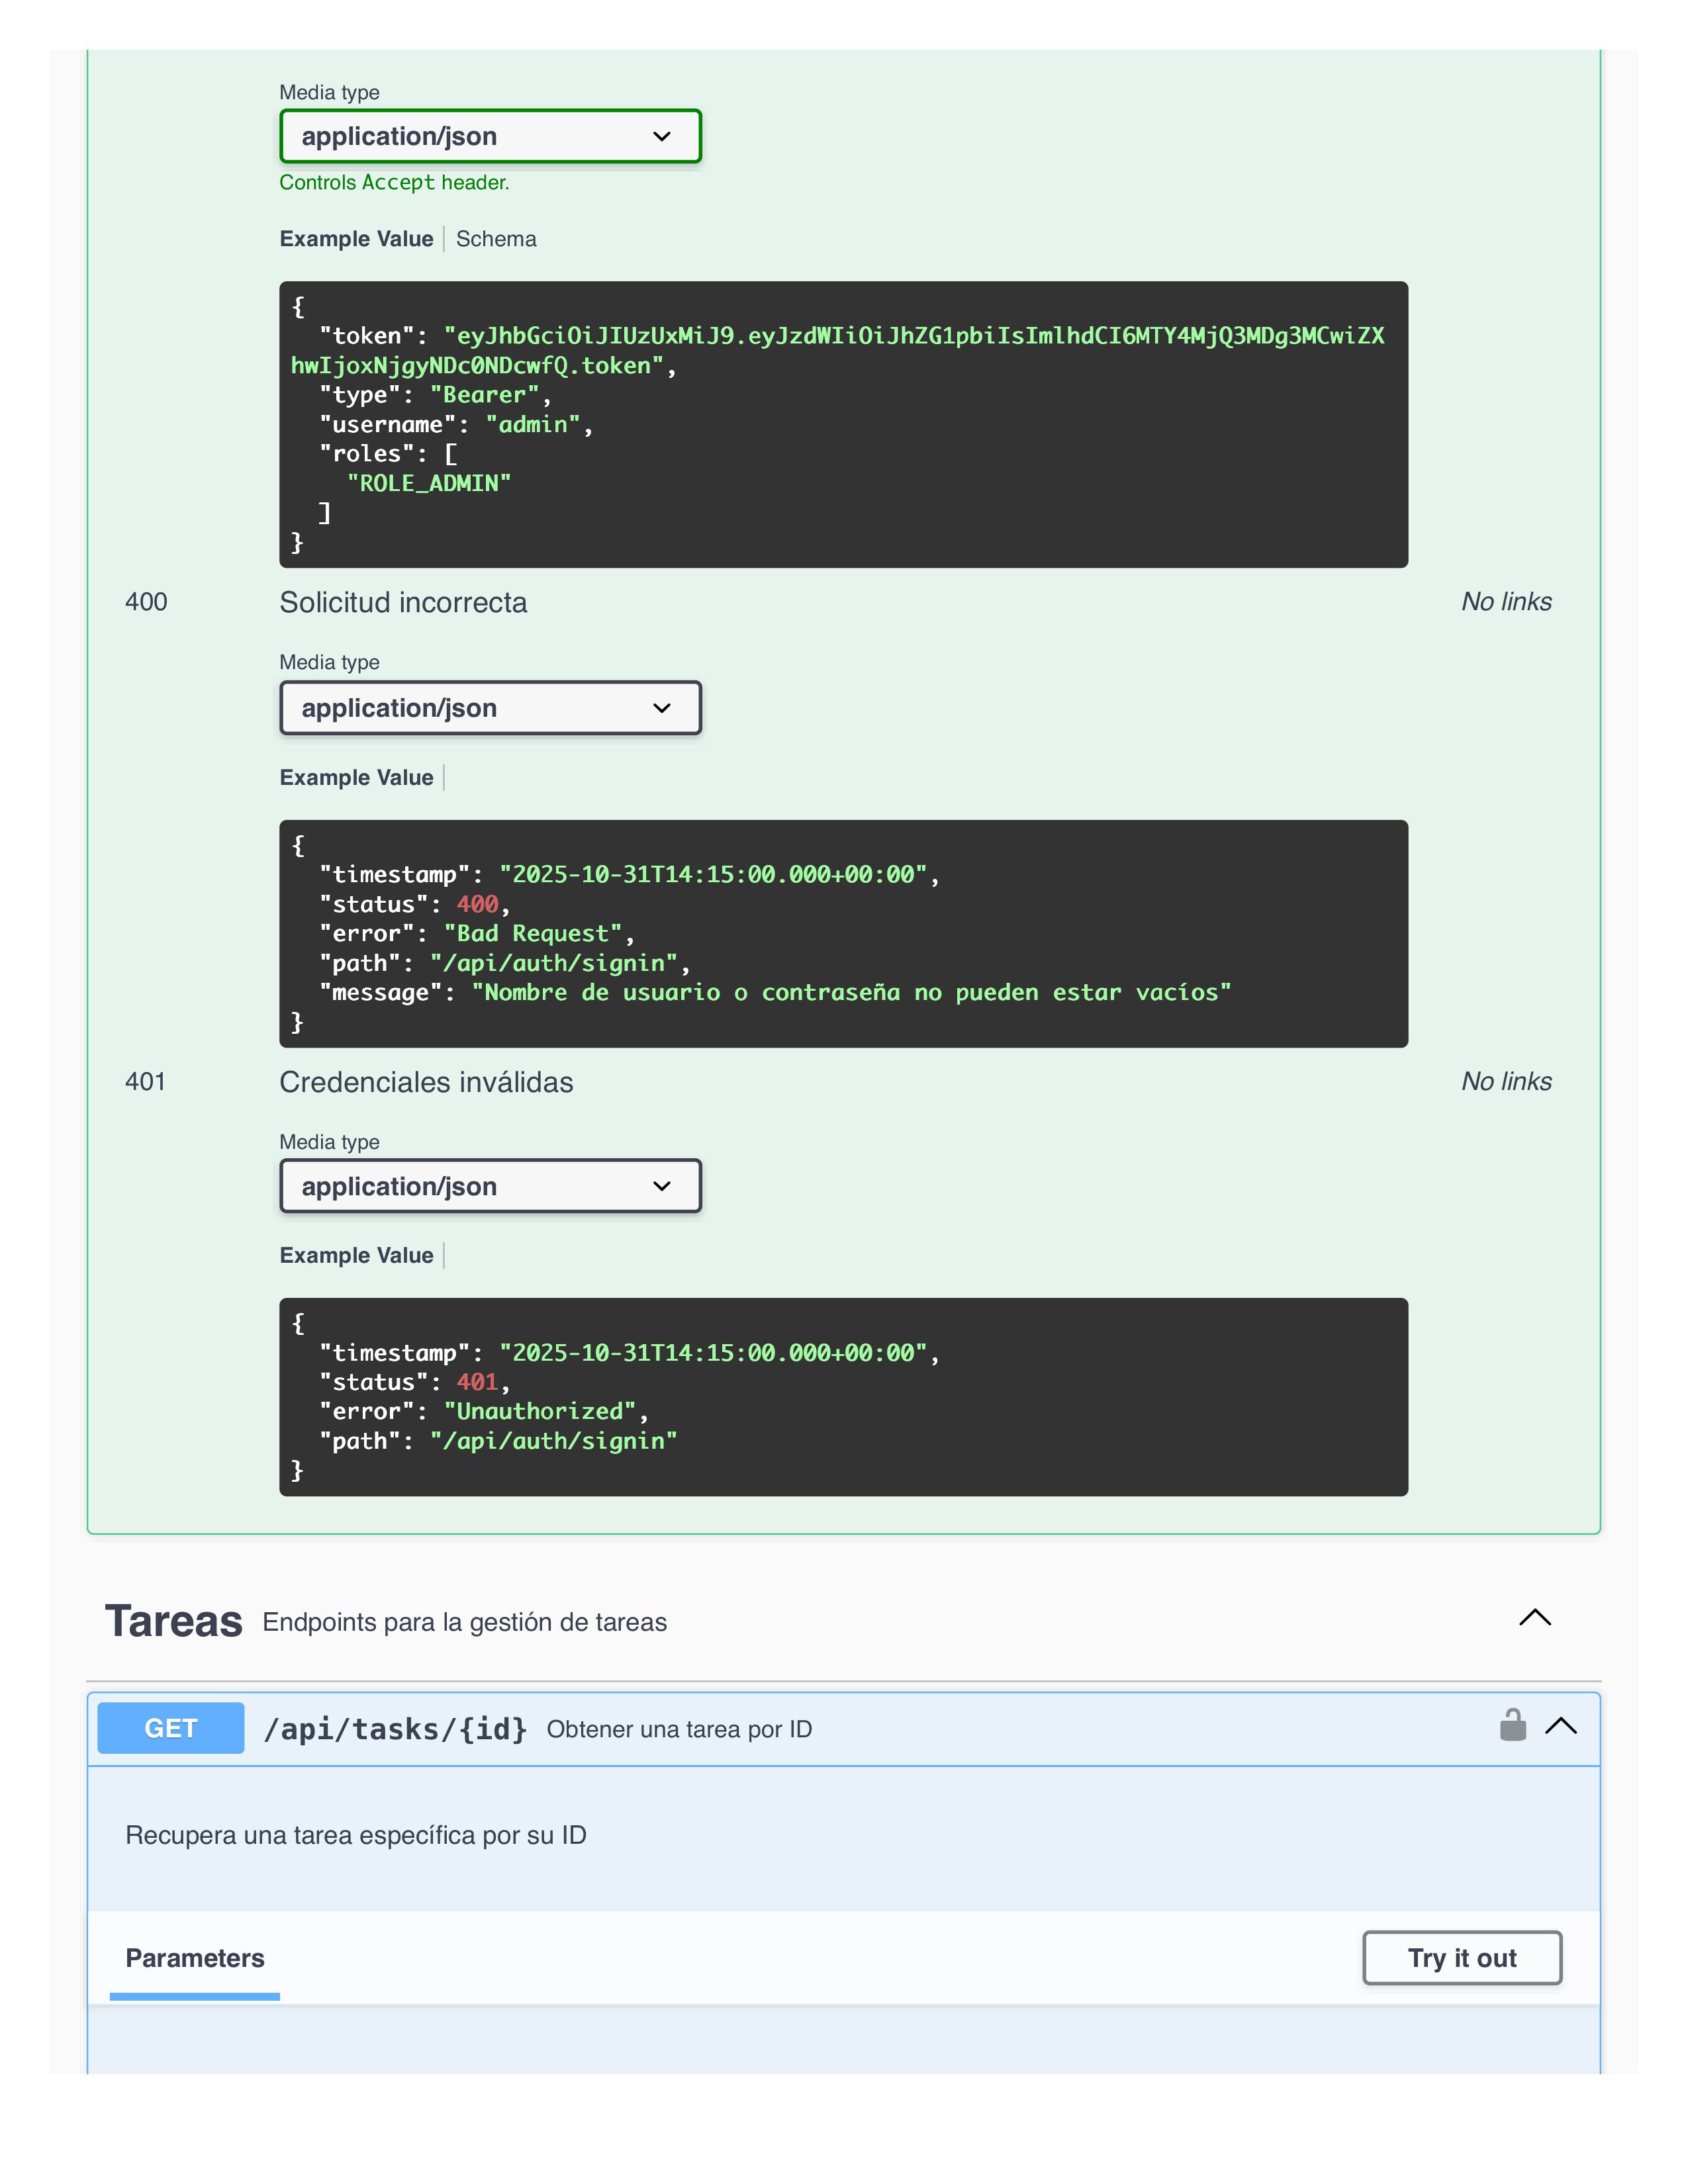 Media type
application/json
Controls Accept header.
Example Value
Schema
{
"token": "eyJhbGciOiJIUzUxMiJ9.eyJzdWIiOiJhZG1pbiIsImlhdCI6MTY4MjQ3MDg3MCwiZX
hwIjoxNjgyNDc0NDcwfQ.token",
"type": "Bearer",
"username": "admin",
"roles": [
"ROLE_ADMIN"
]
}
400 Solicitud incorrecta No links
Media type
application/json
Example Value
{
"timestamp": "2025-10-31T14:15:00.000+00:00",
"status": 400,
"error": "Bad Request",
"path": "/api/auth/signin",
"message": "Nombre de usuario o contraseña no pueden estar vacíos"
}
401 Credenciales inválidas No links
Media type
application/json
Example Value
{
"timestamp": "2025-10-31T14:15:00.000+00:00",
"status": 401,
"error": "Unauthorized",
"path": "/api/auth/signin"
}
Tareas Endpoints para la gestión de tareas
GET /api/tasks/{id} Obtener una tarea por ID
Recupera una tarea específica por su ID
Parameters Try it out